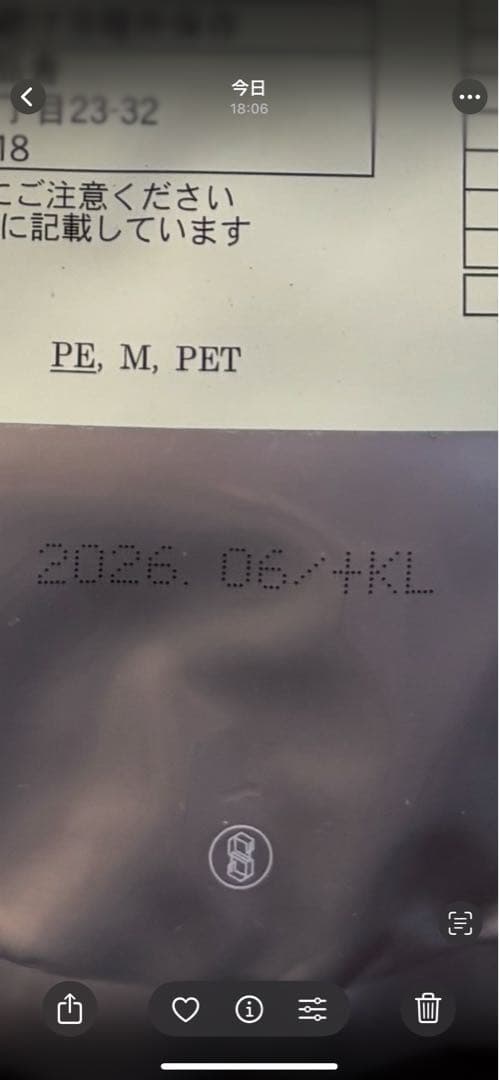 今日
18:06
目23-32
18
にご注意ください
に記載しています
PE, M, PET
2026. 06/+KL